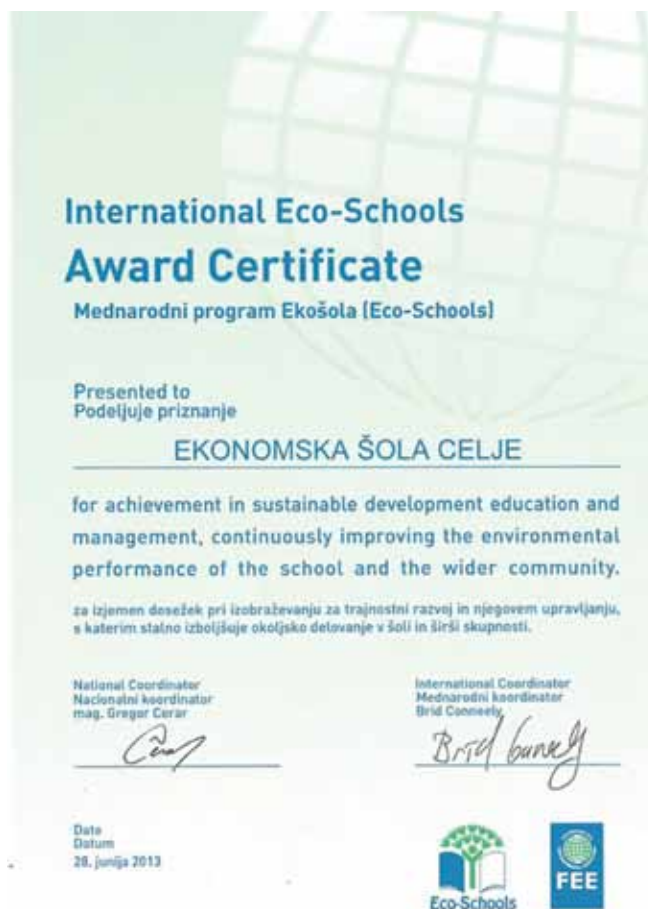 International Eco-Schools
Award Certificate
Mednarodni program Ekošola (Eco-Schools)
Presented to
Podeljuje priznanje
EKONOMSKA ŠOLA CELJE
for achievement in sustainable development education and
management, continuously improving the environmental
performance of the school and the wider community.
za izjemen dosežek pri izobraževanju za trajnostni razvoj in njegovem upravljanju,
s katerim stalno izboljšuje okoljsko delovanje v šoli in širši skupnosti.
National Coordinator
Nacionalni koordinator
mag. Gregor Cerar
International Coordinator
Mednarodni koordinator
Brid Conneely
Date
Datum
28. junija 2013
Eco-Schools
FEE